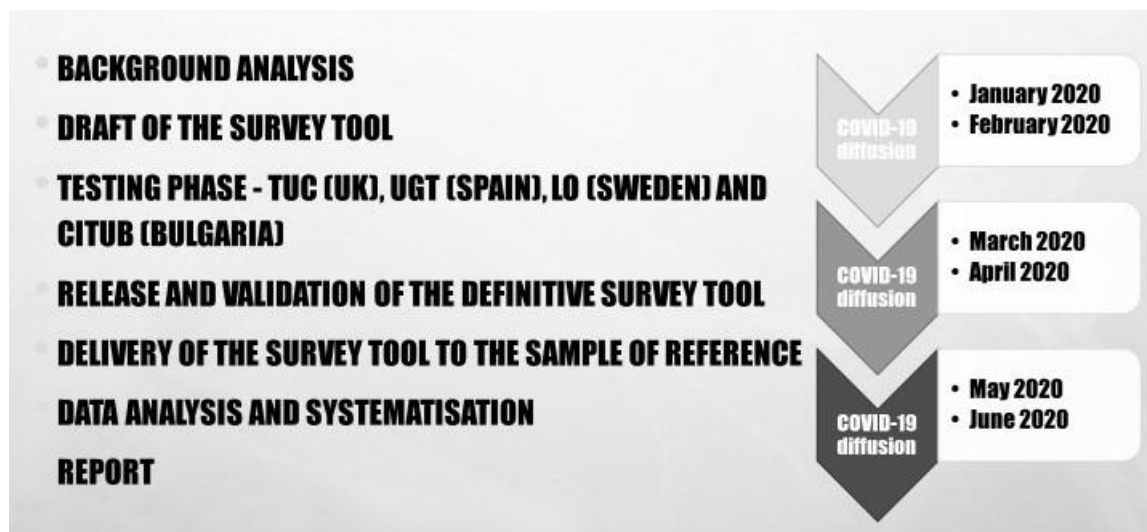 • BACKGROUND ANALYSIS
• DRAFT OF THE SURVEY TOOL
• TESTING PHASE - TUC (UK), UGT (SPAIN), LO (SWEDEN) AND
CITUB (BULGARIA)
• RELEASE AND VALIDATION OF THE DEFINITIVE SURVEY TOOL
• DELIVERY OF THE SURVEY TOOL TO THE SAMPLE OF REFERENCE
• DATA ANALYSIS AND SYSTEMATISATION
REPORT
COVID-19
diffusion
• January 2020
• February 2020
COVID-19
diffusion
• March 2020
• April 2020
COVID-19
diffusion
• May 2020
• June 2020